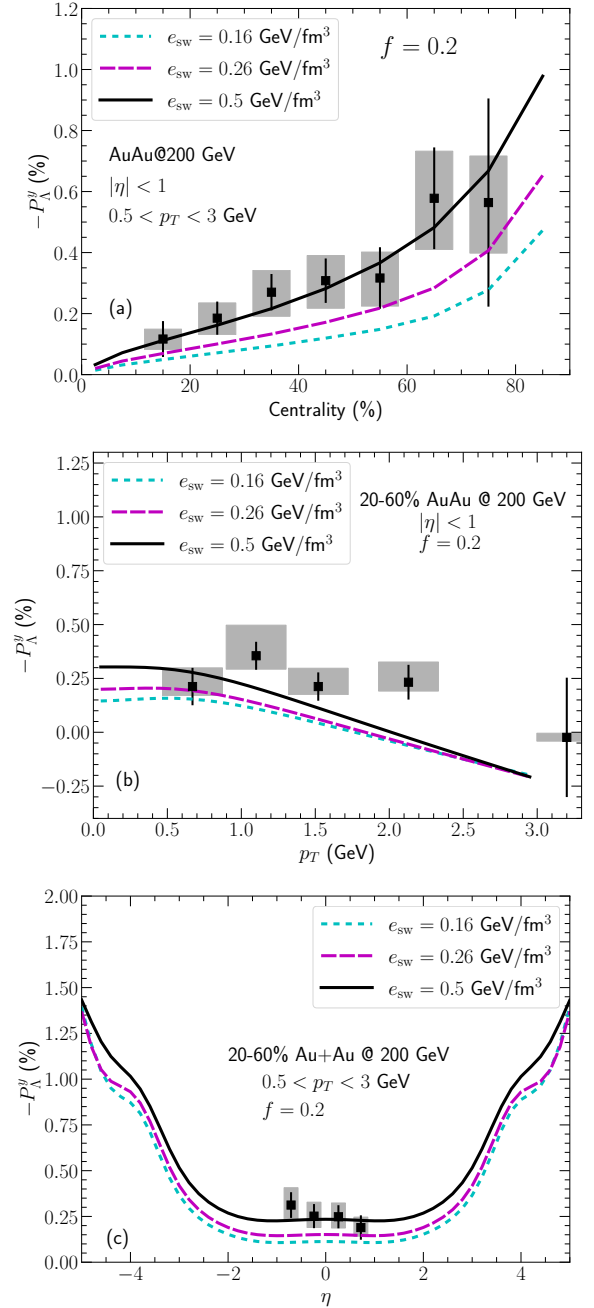 1.2
1.0
0.8
0.6
0.4
0.2
0.0
−P_Λ^y (%)
e_sw = 0.16 GeV/fm³
e_sw = 0.26 GeV/fm³
e_sw = 0.5 GeV/fm³
f = 0.2
AuAu@200 GeV
|η| < 1
0.5 < p_T < 3 GeV
(a)
0 20 40 60 80
Centrality (%)
1.25
1.00
0.75
0.50
0.25
0.00
−0.25
−P_Λ^y (%)
e_sw = 0.16 GeV/fm³
e_sw = 0.26 GeV/fm³
e_sw = 0.5 GeV/fm³
20-60% AuAu @ 200 GeV
|η| < 1
f = 0.2
(b)
0.0 0.5 1.0 1.5 2.0 2.5 3.0
p_T (GeV)
2.00
1.75
1.50
1.25
1.00
0.75
0.50
0.25
0.00
−P_Λ^y (%)
e_sw = 0.16 GeV/fm³
e_sw = 0.26 GeV/fm³
e_sw = 0.5 GeV/fm³
20-60% Au+Au @ 200 GeV
0.5 < p_T < 3 GeV
f = 0.2
(c)
−4 −2 0 2 4
η